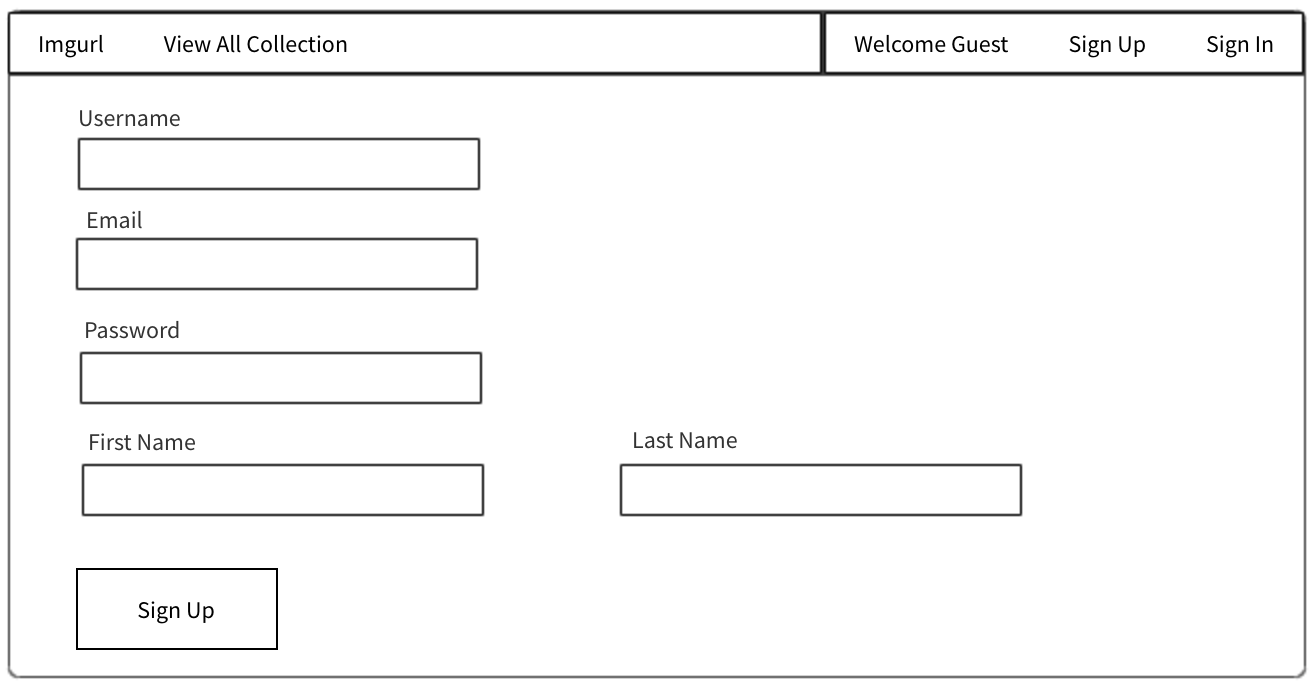 Imgurl View All Collection Welcome Guest Sign Up Sign In
Username
Email
Password
First Name Last Name
Sign Up